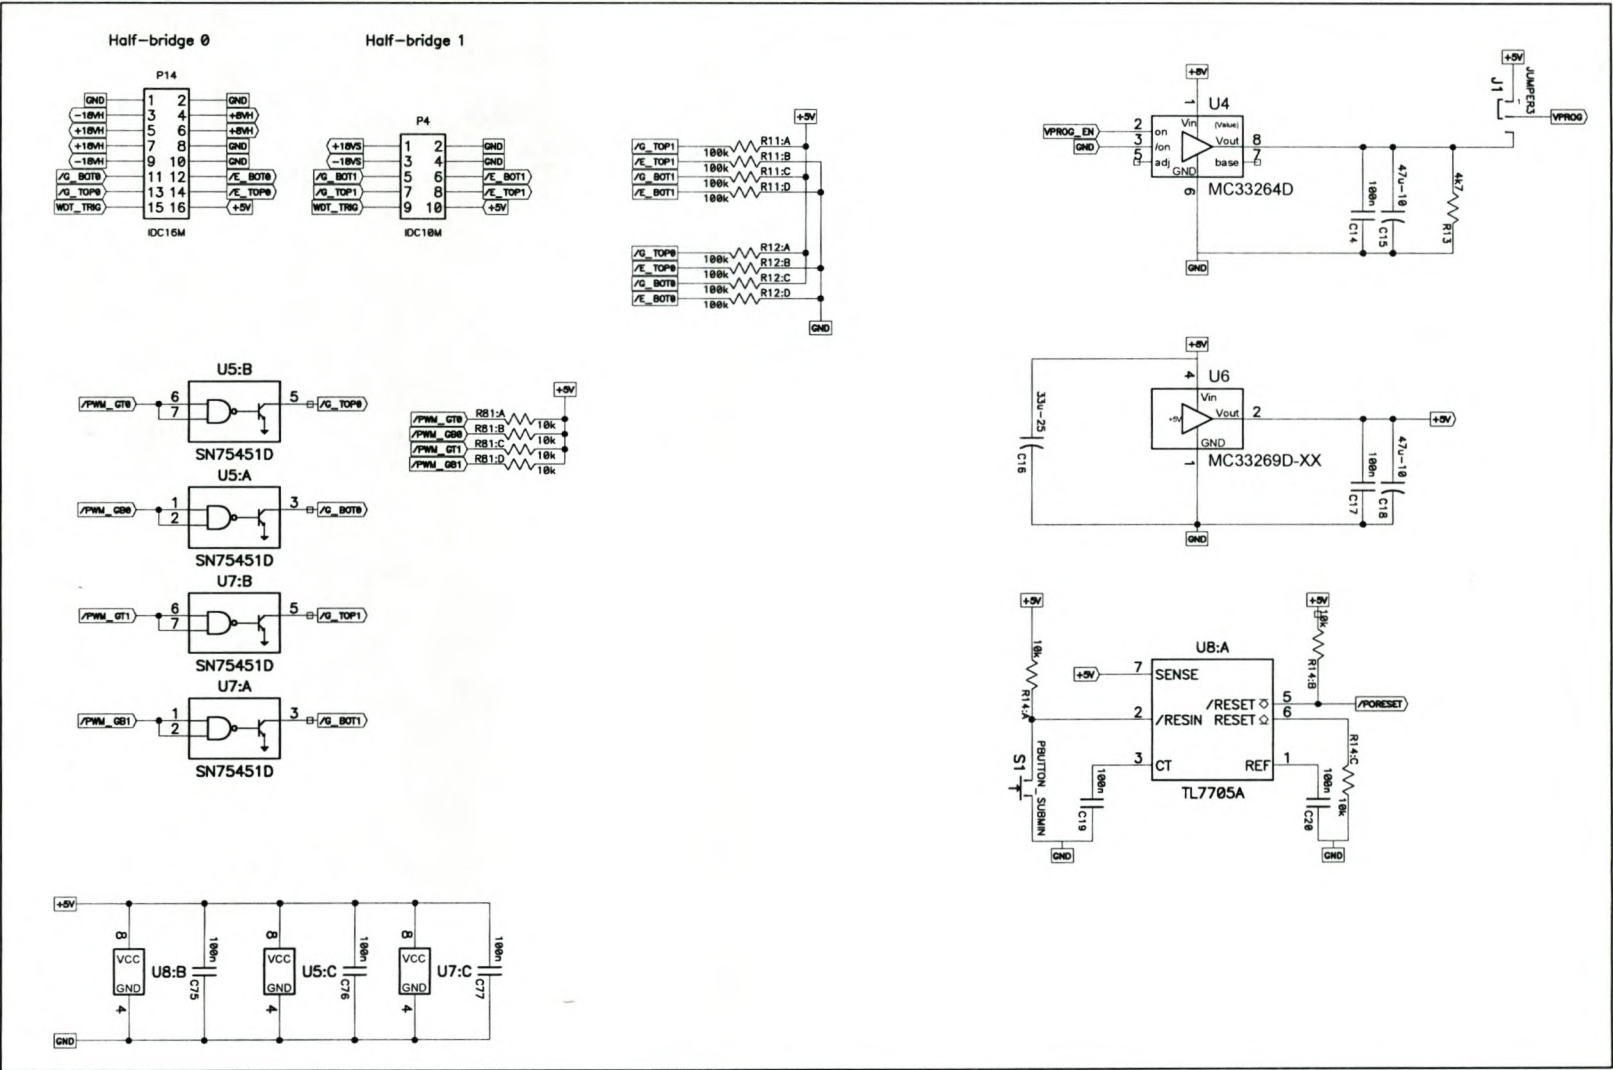 Half-bridge 0
P14
GND 1 2 GND
-18VH 3 4 +8VH
+18VH 5 6 +8VH
+18VH 7 8 GND
-18VH 9 10 GND
/G_BOT0 11 12 /E_BOT0
/G_TOP0 13 14 /E_TOP0
WDT_TRIG 15 16 +5V
IDC16M
Half-bridge 1
P4
+18VS 1 2 GND
-18VS 3 4 GND
/G_BOT1 5 6 /E_BOT1
/G_TOP1 7 8 /E_TOP1
WDT_TRIG 9 10 +5V
IDC10M
+5V
/G_TOP1 100k R11:A
/E_TOP1 100k R11:B
/G_BOT1 100k R11:C
/E_BOT1 100k R11:D
/G_TOP0 100k R12:A
/E_TOP0 100k R12:B
/G_BOT0 100k R12:C
/E_BOT0 100k R12:D
GND
+8V
1
U4
Vin (Value)
VPROG_EN 2 on Vout 8
GND 3 /on base 7
5 adj
GND
6
MC33264D
GND
100n C14
47u-10 C15
4k7 R13
+5V
J1 JUMPER3
1
VPROG
U5:B
/PWM_GT0 6 7 5 /G_TOP0
SN75451D
U5:A
/PWM_GB0 1 2 3 /G_BOT0
SN75451D
U7:B
/PWM_GT1 6 7 5 /G_TOP1
SN75451D
U7:A
/PWM_GB1 1 2 3 /G_BOT1
SN75451D
+5V
/PWM_GT0 R81:A 10k
/PWM_GB0 R81:B 10k
/PWM_GT1 R81:C 10k
/PWM_GB1 R81:D 10k
+8V
4
U6
Vin
+5V Vout 2
GND
1
MC33269D-XX
33u-25 C16
100n C17
47u-10 C18
+5V
GND
+5V
10k R14:A
S1 PBUTTON_SUBMIN
100n C19
GND
U8:A
+5V 7 SENSE
/RESET 5 /PORESET
2 /RESIN RESET 6
3 CT REF 1
TL7705A
+5V
10k R14:B
R14:C 10k
100n C20
GND
+5V
8 VCC GND 4 U8:B
100n C75
8 VCC GND 4 U5:C
100n C76
8 VCC GND 4 U7:C
100n C77
GND